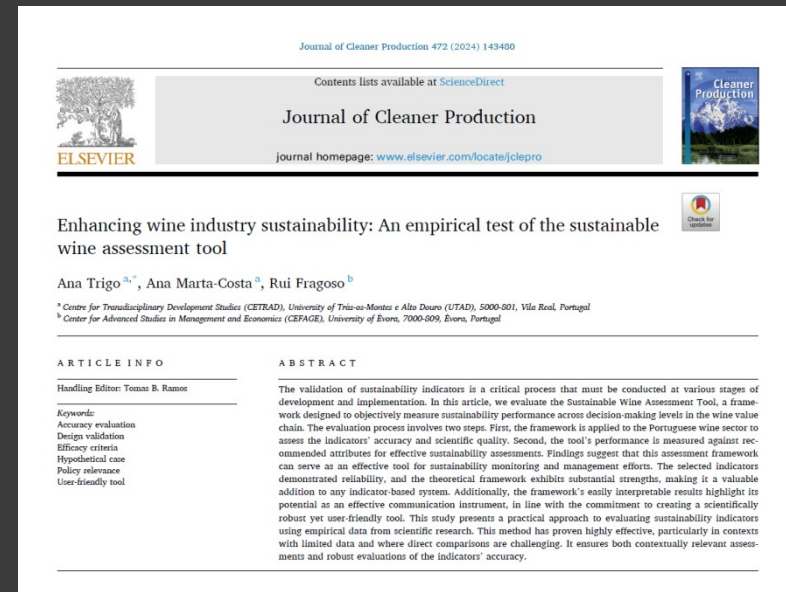 Journal of Cleaner Production 472 (2024) 143480
Contents lists available at ScienceDirect
Journal of Cleaner Production
journal homepage: www.elsevier.com/locate/jclepro
ELSEVIER
Cleaner
Production
Check for
updates
Enhancing wine industry sustainability: An empirical test of the sustainable
wine assessment tool
Ana Trigo a,*, Ana Marta-Costa a, Rui Fragoso b
a Centre for Transdisciplinary Development Studies (CETRAD), University of Trás-os-Montes e Alto Douro (UTAD), 5000-801, Vila Real, Portugal
b Center for Advanced Studies in Management and Economics (CEFAGE), University of Évora, 7000-809, Évora, Portugal
ARTICLE INFO
Handling Editor: Tomas B. Ramos
Keywords:
Accuracy evaluation
Design validation
Efficacy criteria
Hypothetical case
Policy relevance
User-friendly tool
ABSTRACT
The validation of sustainability indicators is a critical process that must be conducted at various stages of
development and implementation. In this article, we evaluate the Sustainable Wine Assessment Tool, a frame-
work designed to objectively measure sustainability performance across decision-making levels in the wine value
chain. The evaluation process involves two steps. First, the framework is applied to the Portuguese wine sector to
assess the indicators' accuracy and scientific quality. Second, the tool's performance is measured against rec-
ommended attributes for effective sustainability assessments. Findings suggest that this assessment framework
can serve as an effective tool for sustainability monitoring and management efforts. The selected indicators
demonstrated reliability, and the theoretical framework exhibits substantial strengths, making it a valuable
addition to any indicator-based system. Additionally, the framework's easily interpretable results highlight its
potential as an effective communication instrument, in line with the commitment to creating a scientifically
robust yet user-friendly tool. This study presents a practical approach to evaluating sustainability indicators
using empirical data from scientific research. This method has proven highly effective, particularly in contexts
with limited data and where direct comparisons are challenging. It ensures both contextually relevant assess-
ments and robust evaluations of the indicators' accuracy.